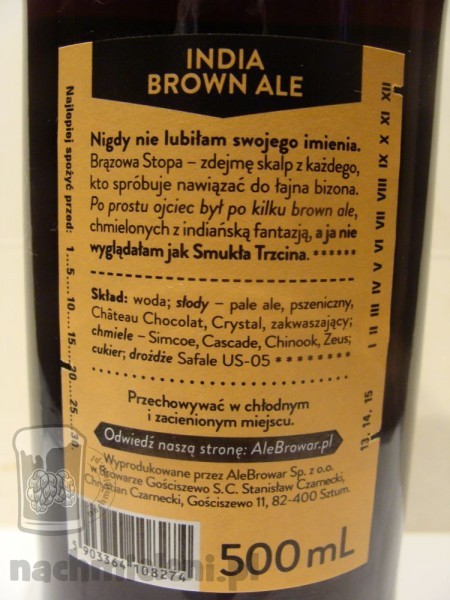 INDIA
BROWN ALE
Nigdy nie lubiłam swojego imienia.
Brązowa Stopa – zdejmę skalp z każdego,
kto spróbuje nawiązać do łajna bizona.
Po prostu ojciec był po kilku brown ale,
chmielonych z indiańską fantazją, a ja nie
wyglądałam jak Smukła Trzcina. ******
Skład: woda; słody – pale ale, pszeniczny,
Château Chocolat, Crystal, zakwaszający;
chmiele – Simcoe, Cascade, Chinook, Zeus;
cukier; drożdże Safale US-05 ********
Przechowywać w chłodnym
i zacienionym miejscu.
Odwiedź naszą stronę: AleBrowar.pl
Wyprodukowane przez AleBrowar Sp. z o.o.
w Browarze Gościszewo S.C. Stanisław Czarnecki,
Christian Czarnecki, Gościszewo 11, 82-400 Sztum.
5 903364 108274
500 mL
Najlepiej spożyć przed: 1....5.....10.....15.....20.....25.....30.
13, 14, 15 I II III IV V VI VII VIII IX X XI XII
nachmieleni.pl